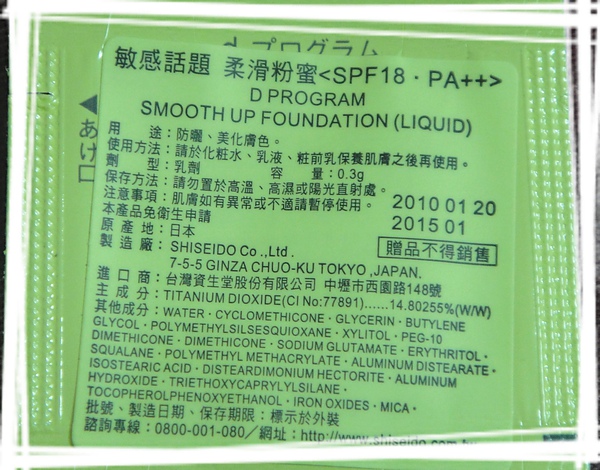 d プログラム
敏感話題 柔滑粉蜜<SPF18・PA++>
D PROGRAM
SMOOTH UP FOUNDATION (LIQUID)
用 途：防曬、美化膚色。
使用方法：請於化粧水、乳液、粧前乳保養肌膚之後再使用。
劑 型：乳劑 容 量：0.3g
保存方法：請勿置於高溫、高濕或陽光直射處。
注意事項：肌膚如有異常或不適請暫停使用。
本產品免衛生申請
2010 01 20
2015 01
原 產 地：日本
贈品不得銷售
製 造 廠：SHISEIDO Co .,Ltd .
7-5-5 GINZA CHUO-KU TOKYO ,JAPAN.
進 口 商：台灣資生堂股份有限公司 中壢市西園路148號
主 成 分：TITANIUM DIOXIDE(CI No:77891)......14.80255%(W/W)
其他成分：WATER・CYCLOMETHICONE・GLYCERIN・BUTYLENE
GLYCOL・POLYMETHYLSILSESQUIOXANE・XYLITOL・PEG-10
DIMETHICONE・DIMETHICONE・SODIUM GLUTAMATE・ERYTHRITOL・
SQUALANE・POLYMETHYL METHACRYLATE・ALUMINUM DISTEARATE・
ISOSTEARIC ACID・DISTEARDIMONIUM HECTORITE・ALUMINUM
HYDROXIDE・TRIETHOXYCAPRYLYLSILANE・
TOCOPHEROLPHENOXYETHANOL・IRON OXIDES・MICA・
批號、製造日期、保存期限：標示於外裝
諮詢專線：0800-001-080／網址：http://www.shiseido.com.tw
◀あけ口